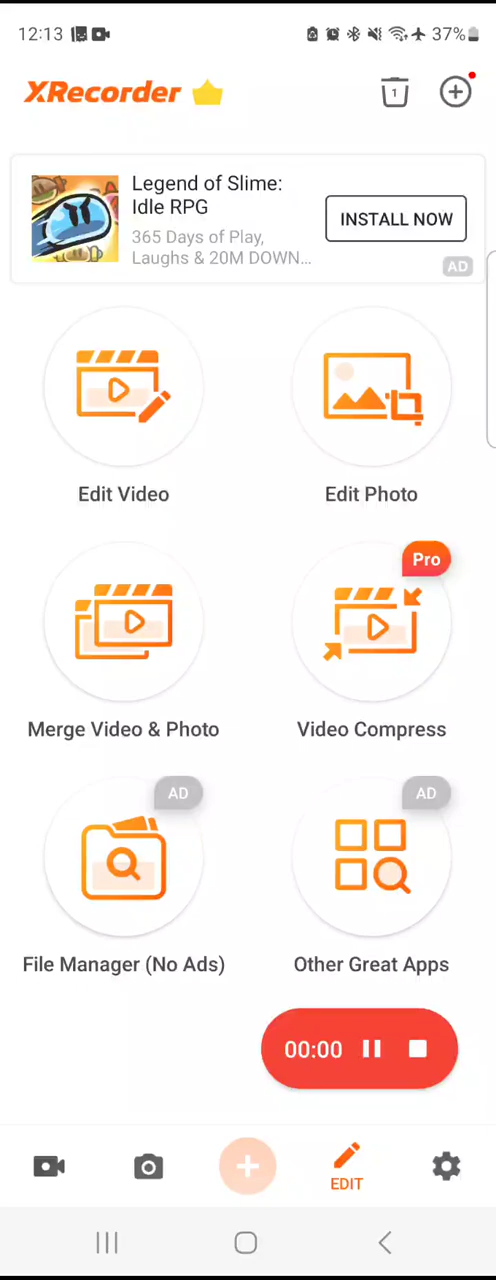 12:13
37%
XRecorder
1
Legend of Slime:
Idle RPG
365 Days of Play,
Laughs & 20M DOWN...
INSTALL NOW
AD
Edit Video
Edit Photo
Pro
Merge Video & Photo
Video Compress
AD
AD
File Manager (No Ads)
Other Great Apps
00:00
EDIT